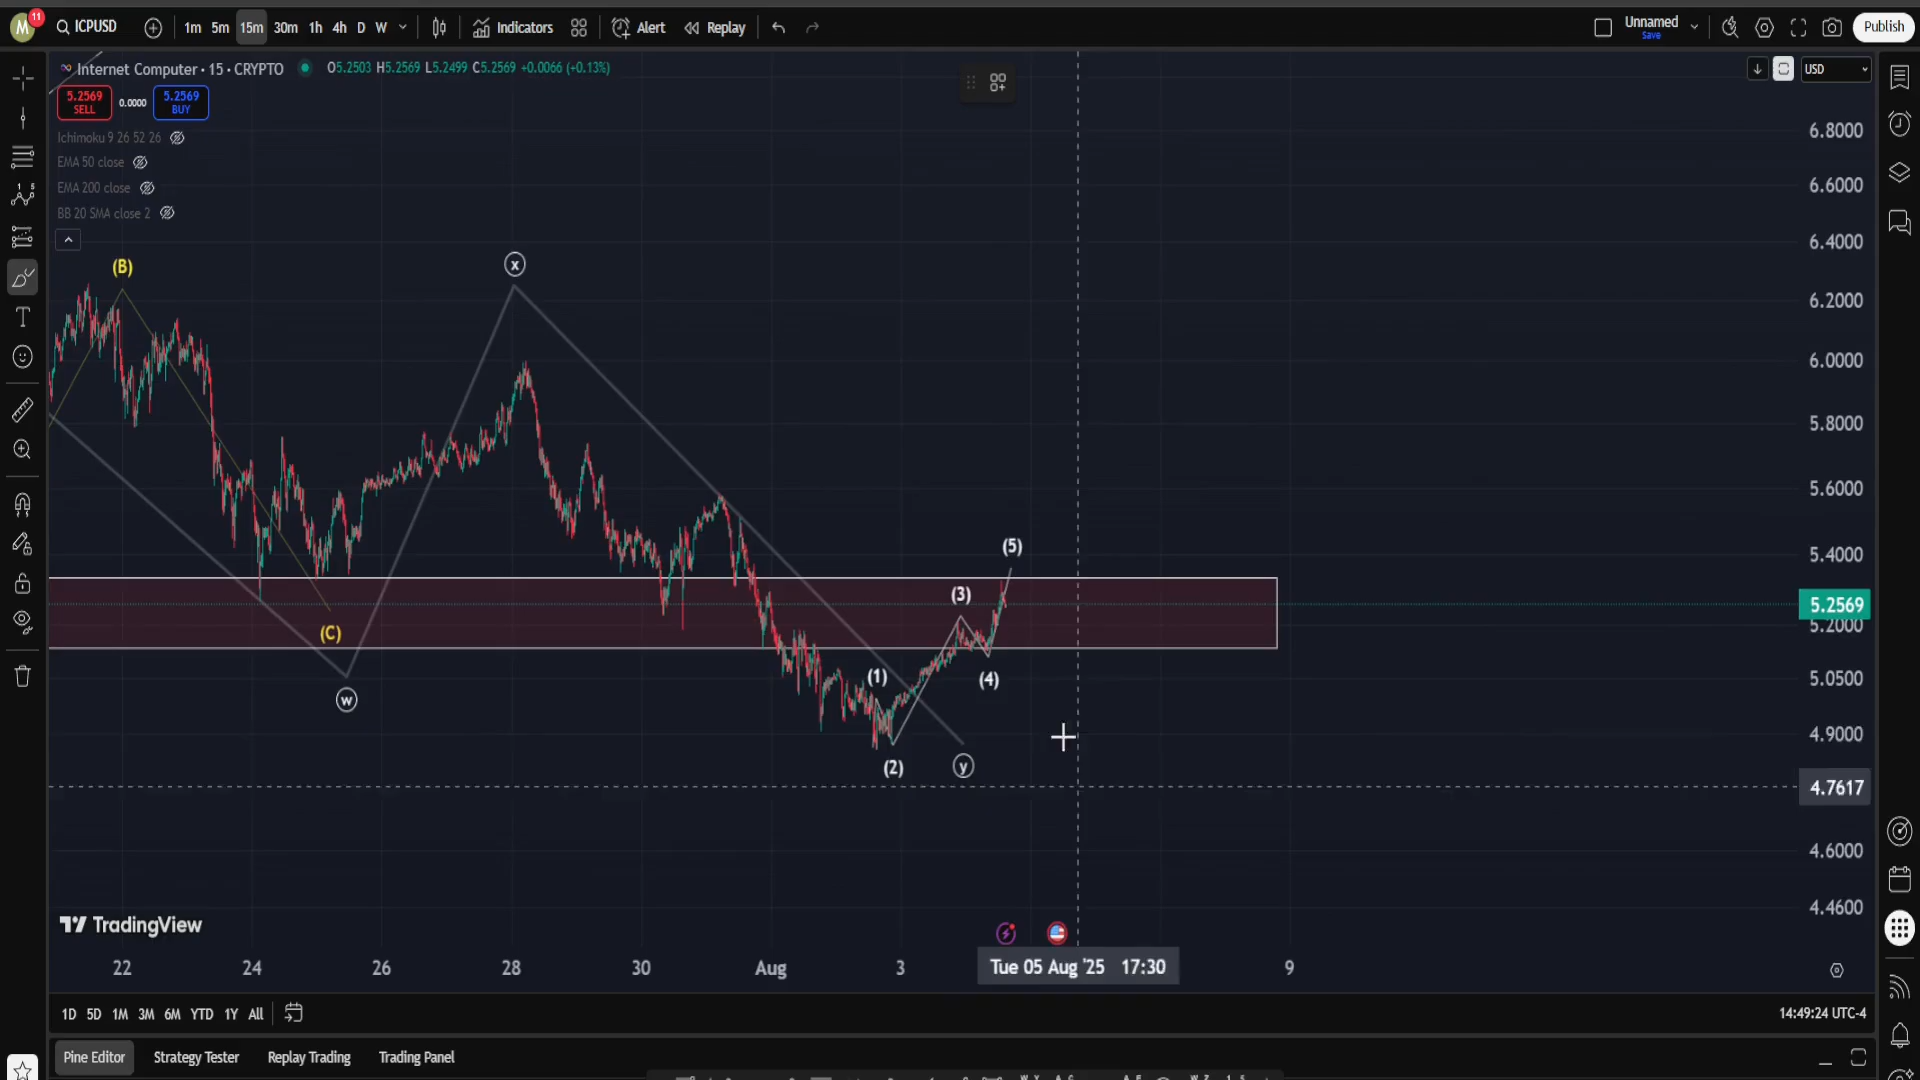 M 11 ICPUSD 1m 5m 15m 30m 1h 4h D W Indicators Alert Replay Unnamed Save Publish
Internet Computer · 15 · CRYPTO O5.2503 H5.2569 L5.2499 C5.2569 +0.0066 (+0.13%)
USD
5.2569 SELL 0.0000 5.2569 BUY
Ichimoku 9 26 52 26
EMA 50 close
EMA 200 close
BB 20 SMA close 2
6.8000
6.6000
6.4000
6.2000
6.0000
5.8000
5.6000
5.4000
5.2569
5.2000
5.0500
4.9000
4.7617
4.6000
4.4600
(B)
x
(5)
(3)
(C)
(1)
(4)
w
(2)
y
TradingView
22 24 26 28 30 Aug 3 Tue 05 Aug '25 17:30 9
1D 5D 1M 3M 6M YTD 1Y All 14:49:24 UTC-4
Pine Editor Strategy Tester Replay Trading Trading Panel